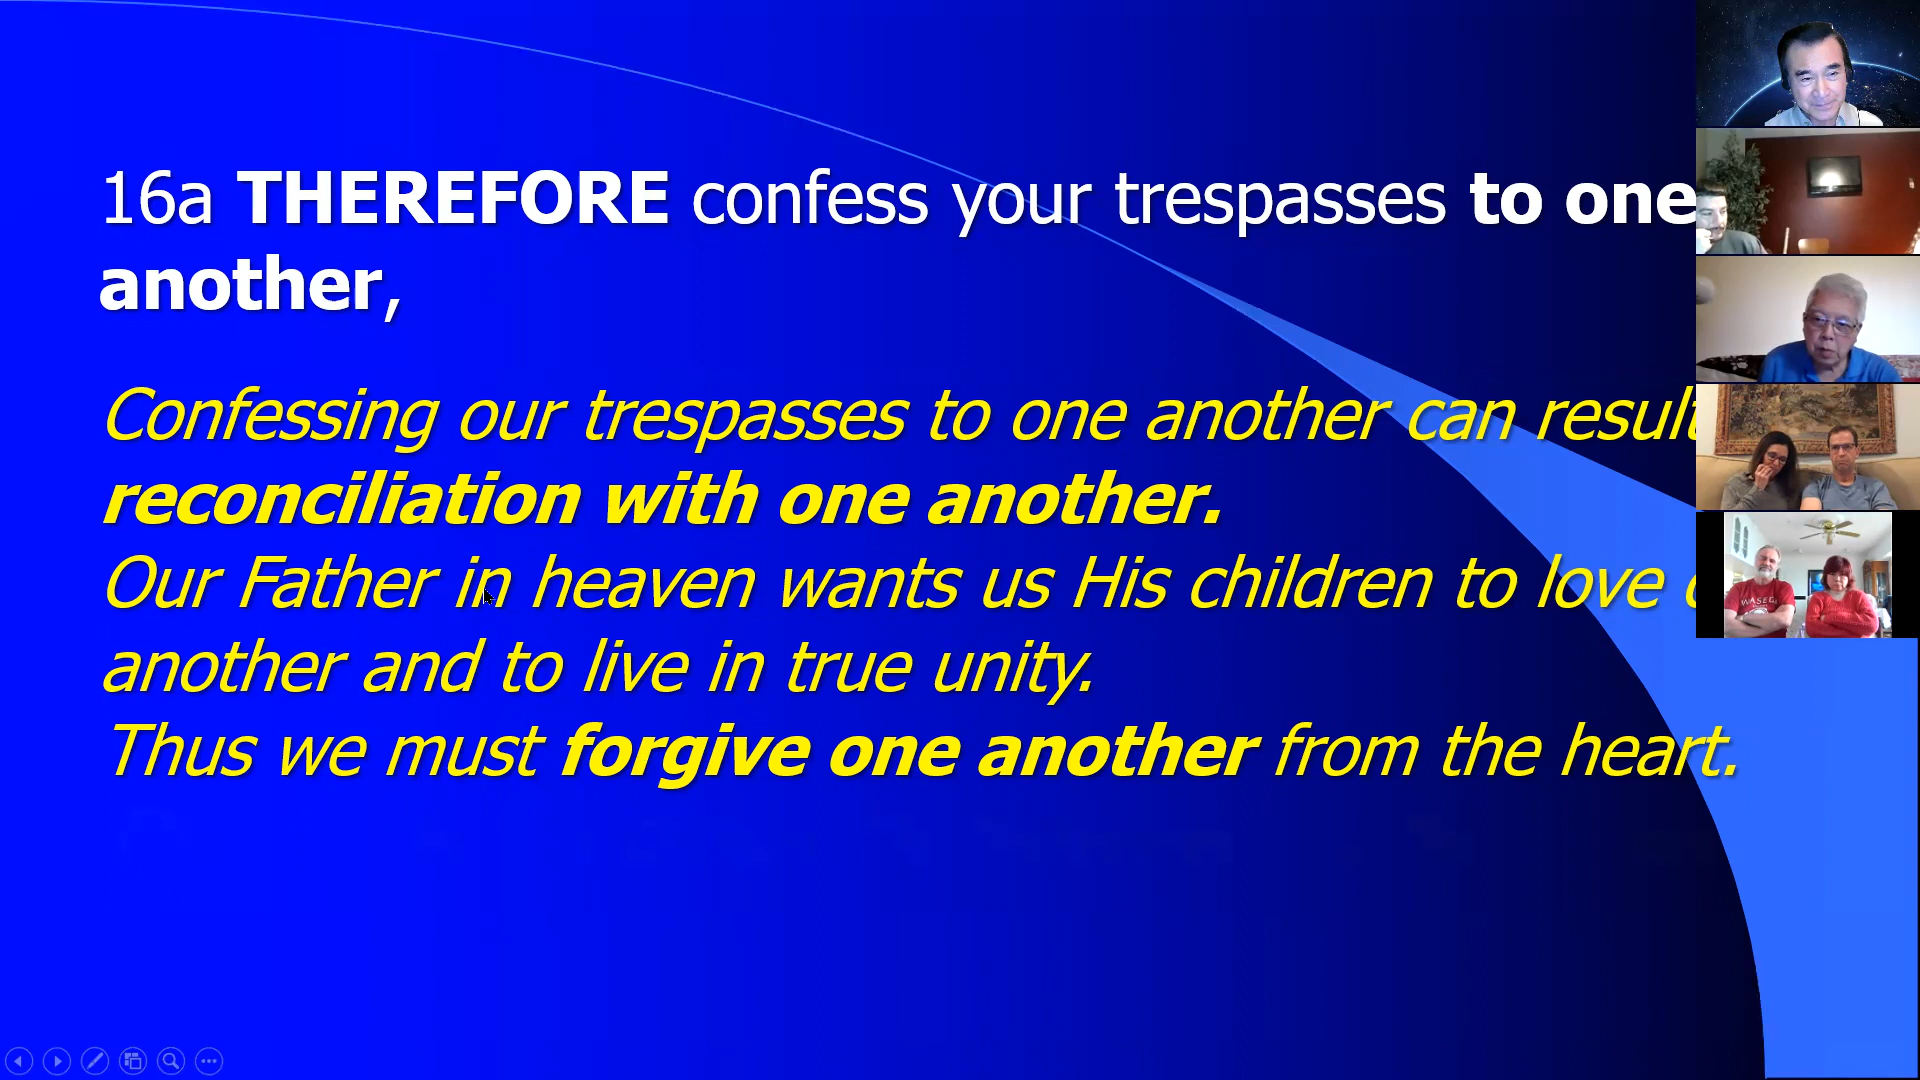 16a THEREFORE confess your trespasses to one
another,
Confessing our trespasses to one another can result
reconciliation with one another.
Our Father in heaven wants us His children to love
another and to live in true unity.
Thus we must forgive one another from the heart.